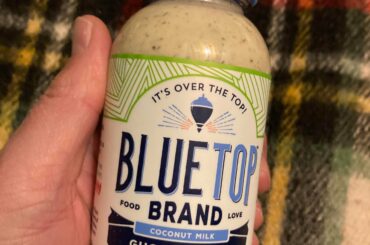 IT'S OVER THE TOP!
BLUE TOP
FOOD BRAND LOVE
COCONUT MILK